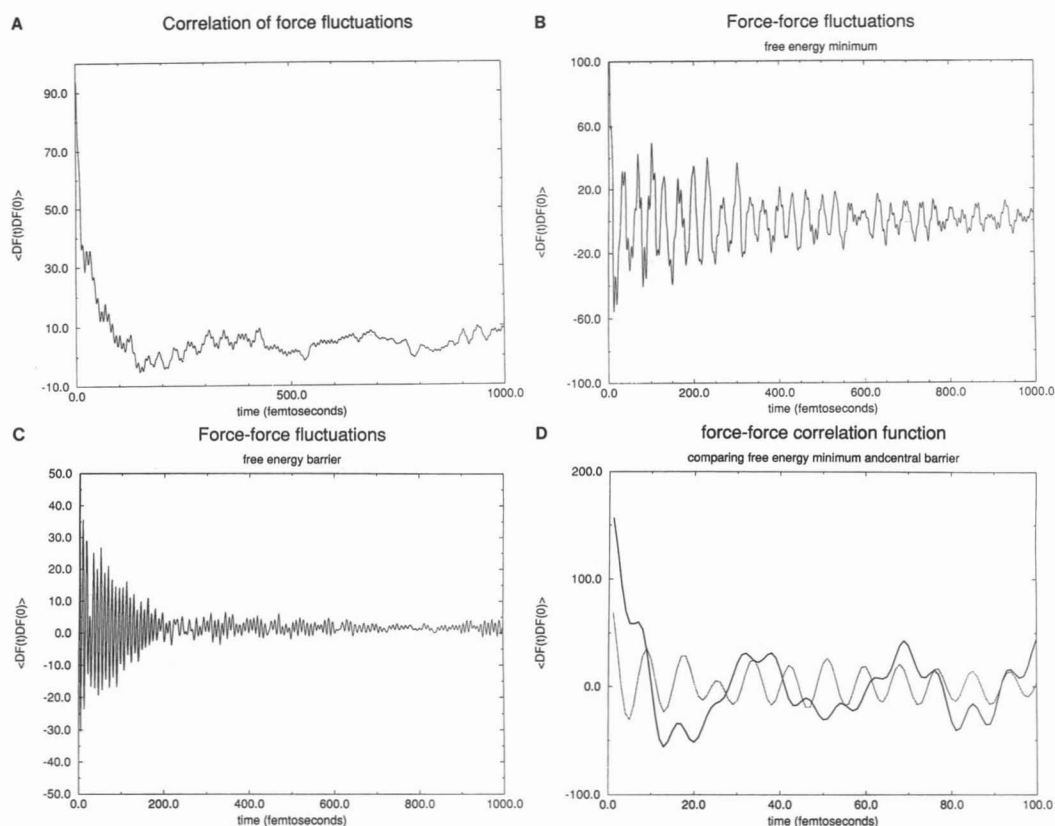 A
Correlation of force fluctuations
90.0
70.0
50.0
30.0
10.0
-10.0
<DF(t)DF(0)>
0.0 500.0 1000.0
time (femtoseconds)
B
Force-force fluctuations
free energy minimum
100.0
60.0
20.0
-20.0
-60.0
-100.0
<DF(t)DF(0)>
0.0 200.0 400.0 600.0 800.0 1000.0
time (femtoseconds)
C
Force-force fluctuations
free energy barrier
50.0
40.0
30.0
20.0
10.0
0.0
-10.0
-20.0
-30.0
-40.0
-50.0
<DF(t)DF(0)>
0.0 200.0 400.0 600.0 800.0 1000.0
time (femtoseconds)
D
force-force correlation function
comparing free energy minimum andcentral barrier
200.0
100.0
0.0
-100.0
<DF(t)DF(0)>
0.0 20.0 40.0 60.0 80.0 100.0
time (femtoseconds)